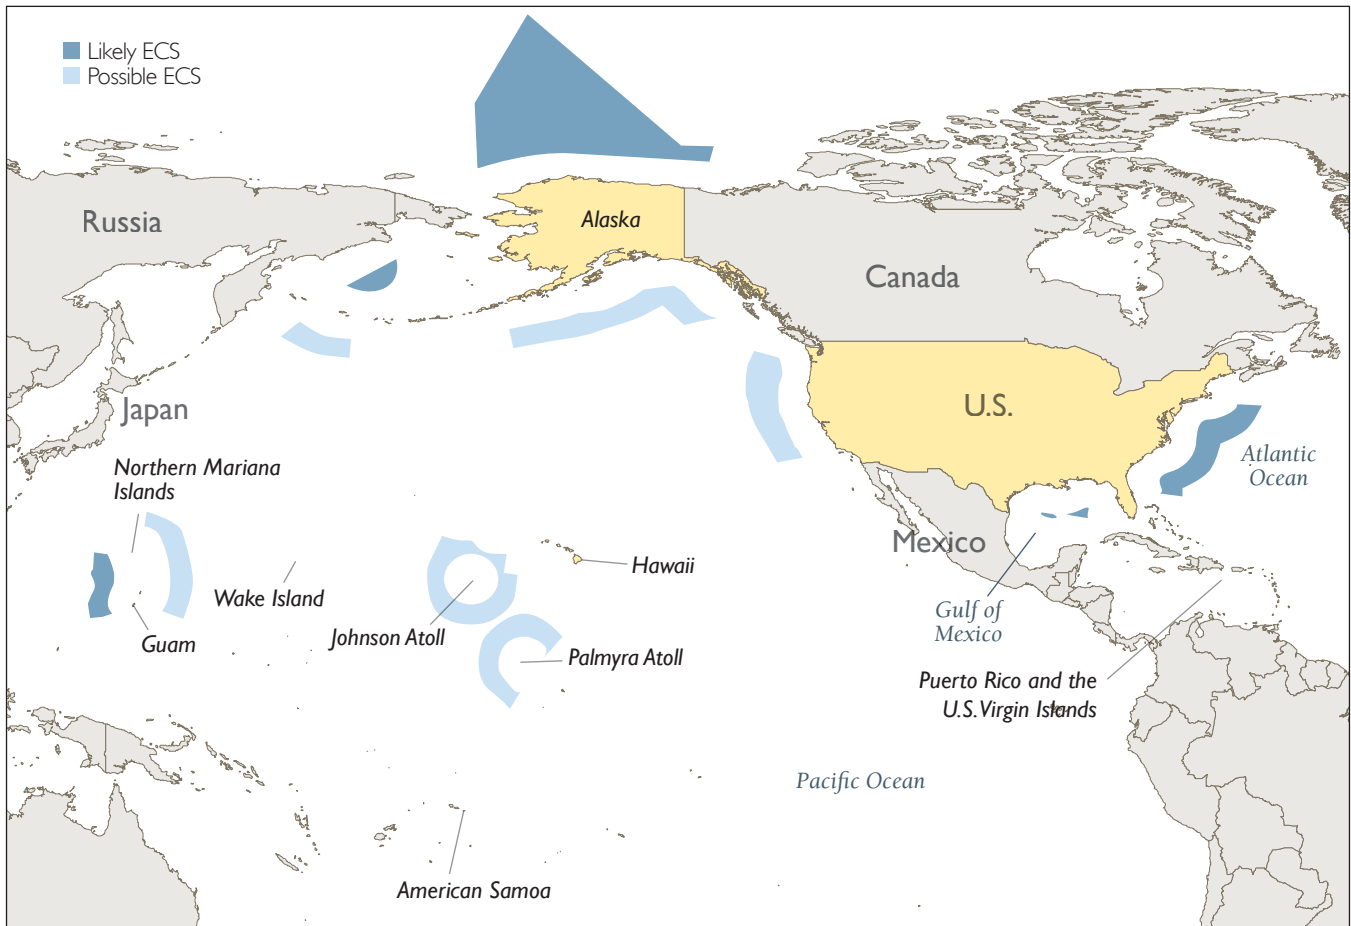 Likely ECS
Possible ECS
Russia
Alaska
Canada
Japan
U.S.
Atlantic
Ocean
Northern Mariana
Islands
Mexico
Hawaii
Wake Island
Gulf of
Mexico
Guam
Johnson Atoll
Palmyra Atoll
Puerto Rico and the
U.S. Virgin Islands
Pacific Ocean
American Samoa